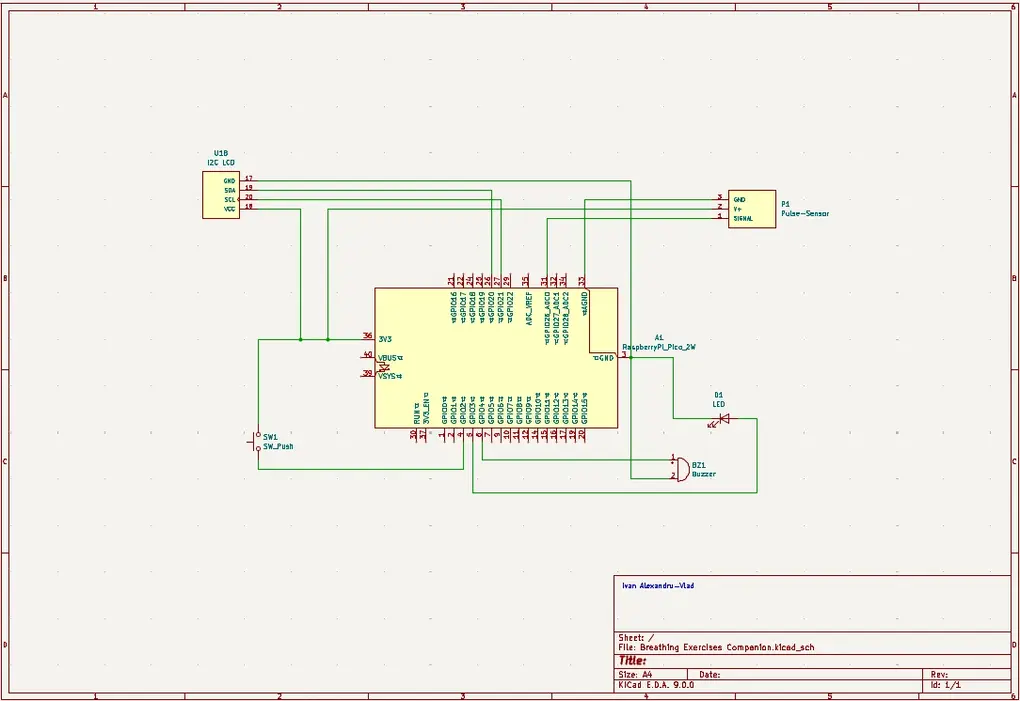 1 2 3 4 5 6
A A
U1B
I2C LCD
GND 17
SDA 19
SCL 20
VCC 18
3 GND
2 V+
1 SIGNAL
P1
Pulse-Sensor
B B
21 22 24 25 26 27 29 35 31 32 34 33
GPIO16 GPIO17 GPIO18 GPIO19 GPIO20 GPIO21 GPIO22 ADC_VREF GPIO26_ADC0 GPIO27_ADC1 GPIO28_ADC2 AGND
36 3V3
40 VBUS
39 VSYS
A1
RaspberryPi_Pico_2W
GND 3
RUN 3V3_EN GPIO0 GPIO1 GPIO2 GPIO3 GPIO4 GPIO5 GPIO6 GPIO7 GPIO8 GPIO9 GPIO10 GPIO11 GPIO12 GPIO13 GPIO14 GPIO15
30 37 1 2 4 5 6 7 9 10 11 12 14 15 16 17 19 20
D1
LED
SW1
SW_Push
C C
1
2
BZ1
Buzzer
Ivan Alexandru-Vlad
Sheet: /
File: Breathing Exercises Companion.kicad_sch
D D
Title:
Size: A4 Date: Rev:
KiCad E.D.A. 9.0.0 Id: 1/1
1 2 3 4 5 6